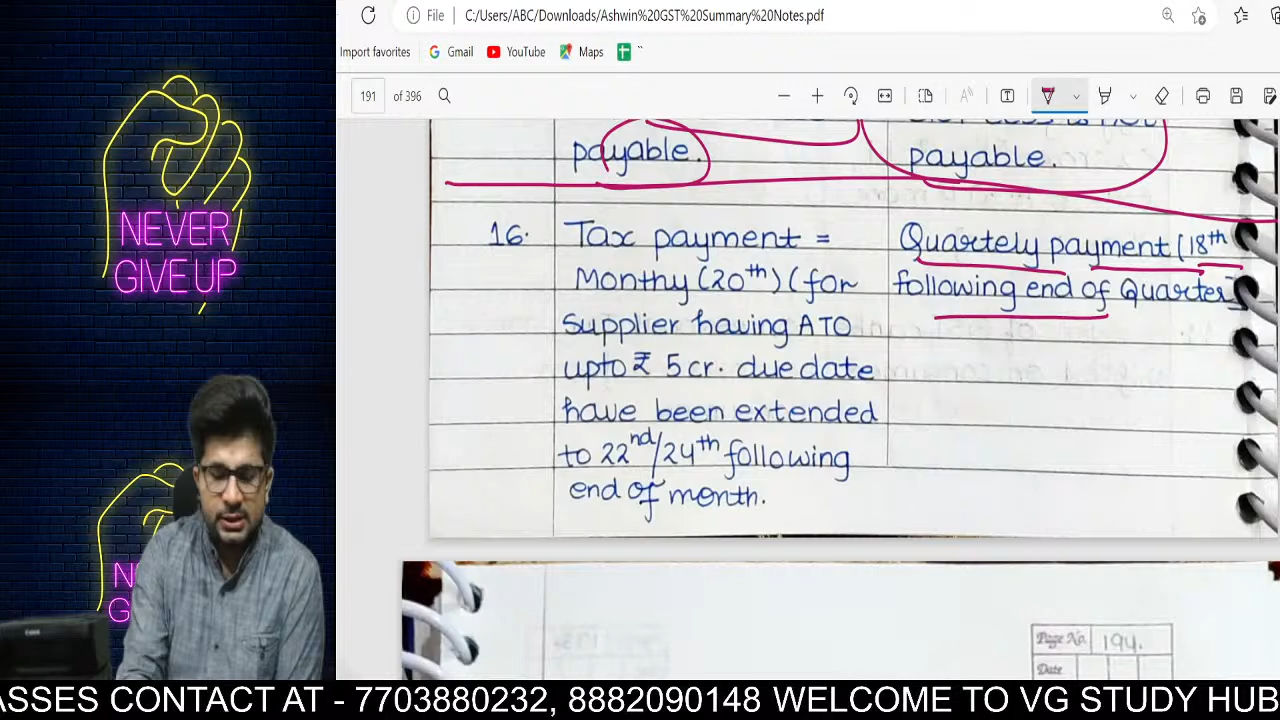 File
C:/Users/ABC/Downloads/Ashwin%20GST%20Summary%20Notes.pdf
Import favorites
Gmail
YouTube
Maps
191 of 396
NEVER
GIVE UP
payable.
payable.
16.
Tax payment =
Monthy (20th) (for
supplier having ATO
upto ₹ 5 cr. due date
have been extended
to 22nd/24th following
end of month.
Quartely payment (18th
following end of Quarter]
Page No. 194.
Date
ASSES CONTACT AT - 7703880232, 8882090148 WELCOME TO VG STUDY HUB